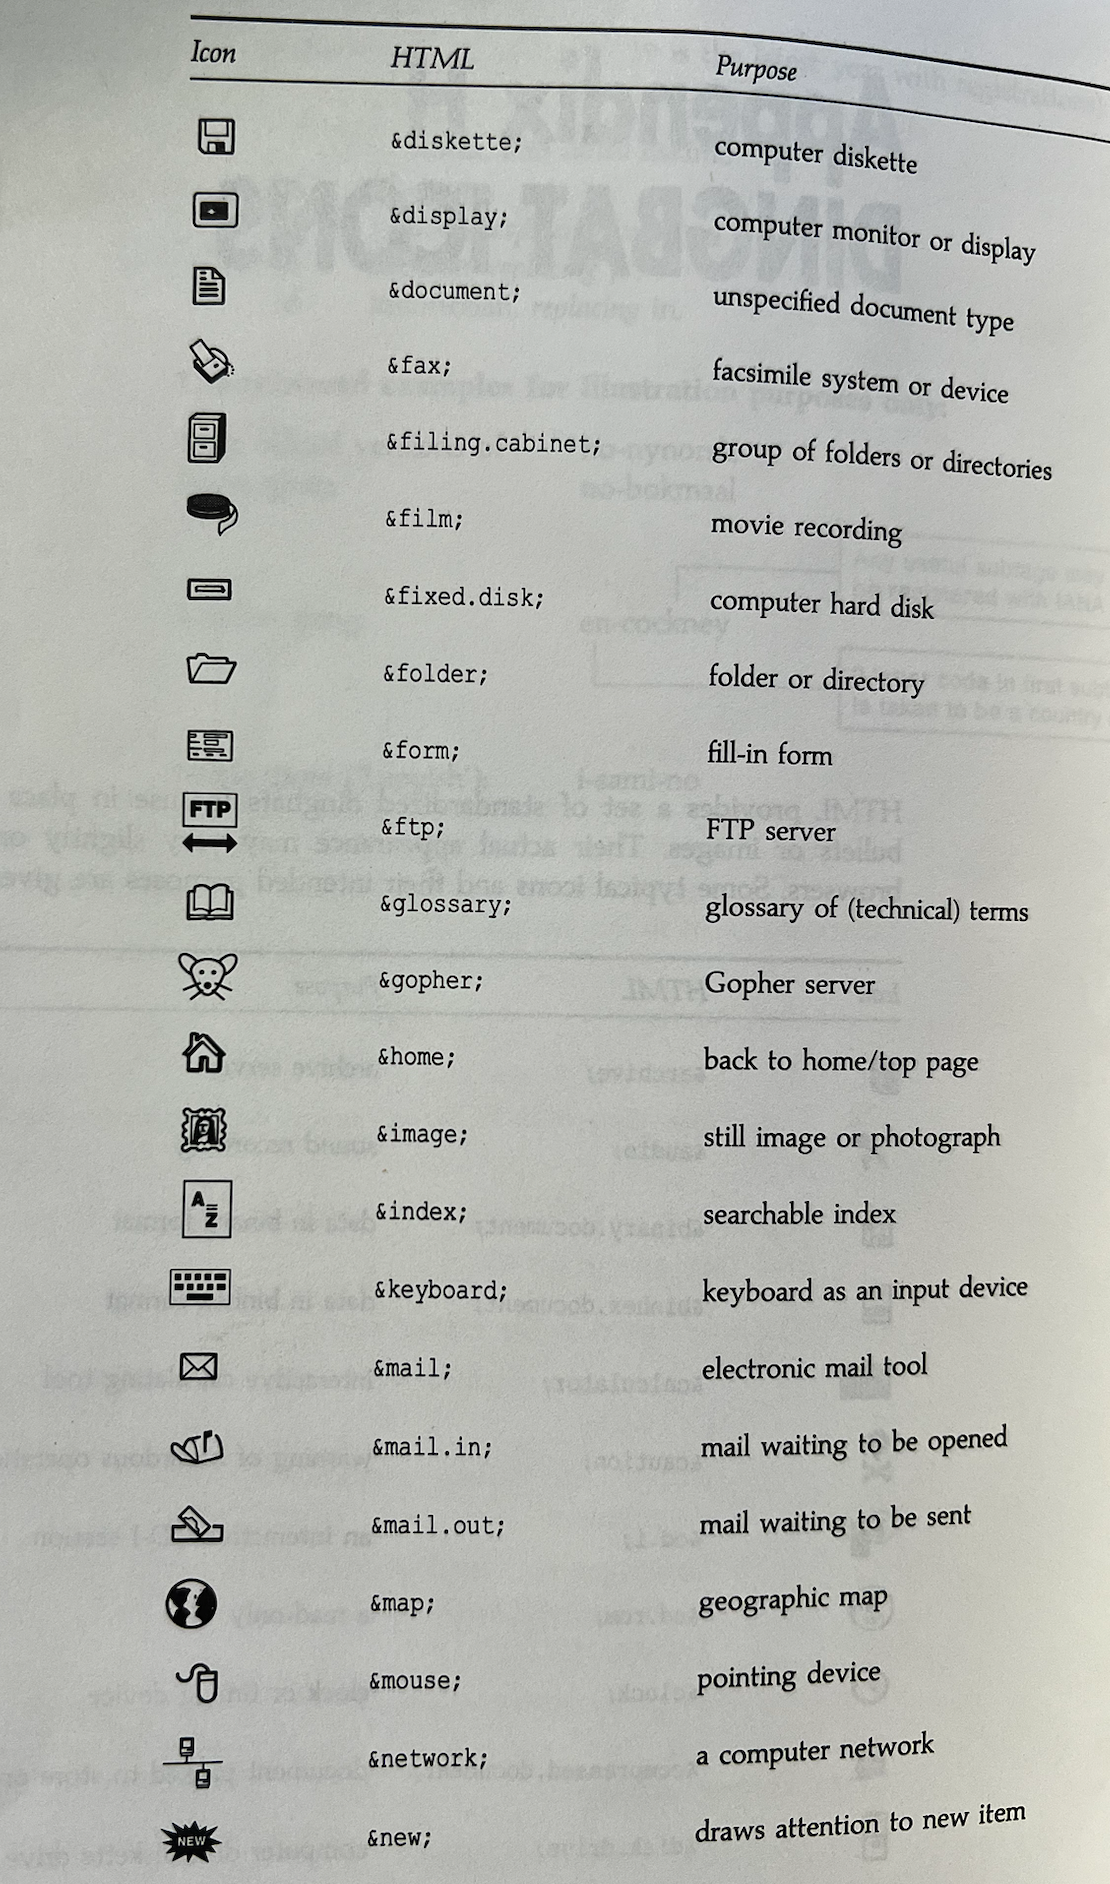 Icon HTML Purpose
&diskette; computer diskette
&display; computer monitor or display
&document; unspecified document type
&fax; facsimile system or device
&filing.cabinet; group of folders or directories
&film; movie recording
&fixed.disk; computer hard disk
&folder; folder or directory
&form; fill-in form
FTP &ftp; FTP server
&glossary; glossary of (technical) terms
&gopher; Gopher server
&home; back to home/top page
&image; still image or photograph
A Z &index; searchable index
&keyboard; keyboard as an input device
&mail; electronic mail tool
&mail.in; mail waiting to be opened
&mail.out; mail waiting to be sent
&map; geographic map
&mouse; pointing device
&network; a computer network
NEW &new; draws attention to new item